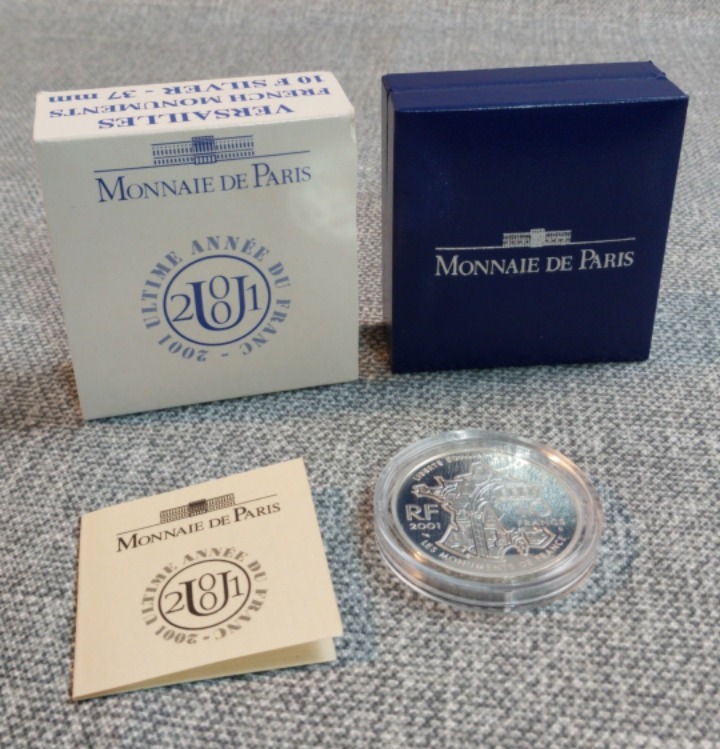 VERSAILLES
FRENCH MONUMENTS
10 F SILVER - 37 mm
MONNAIE DE PARIS
2001 ULTIME ANNÉE DU FRANC -
2001
MONNAIE DE PARIS
MONNAIE DE PARIS
2001 ULTIME ANNÉE DU FRANC -
2001
LIBERTÉ
RF
2001
LES MONUMENTS DE FRANCE